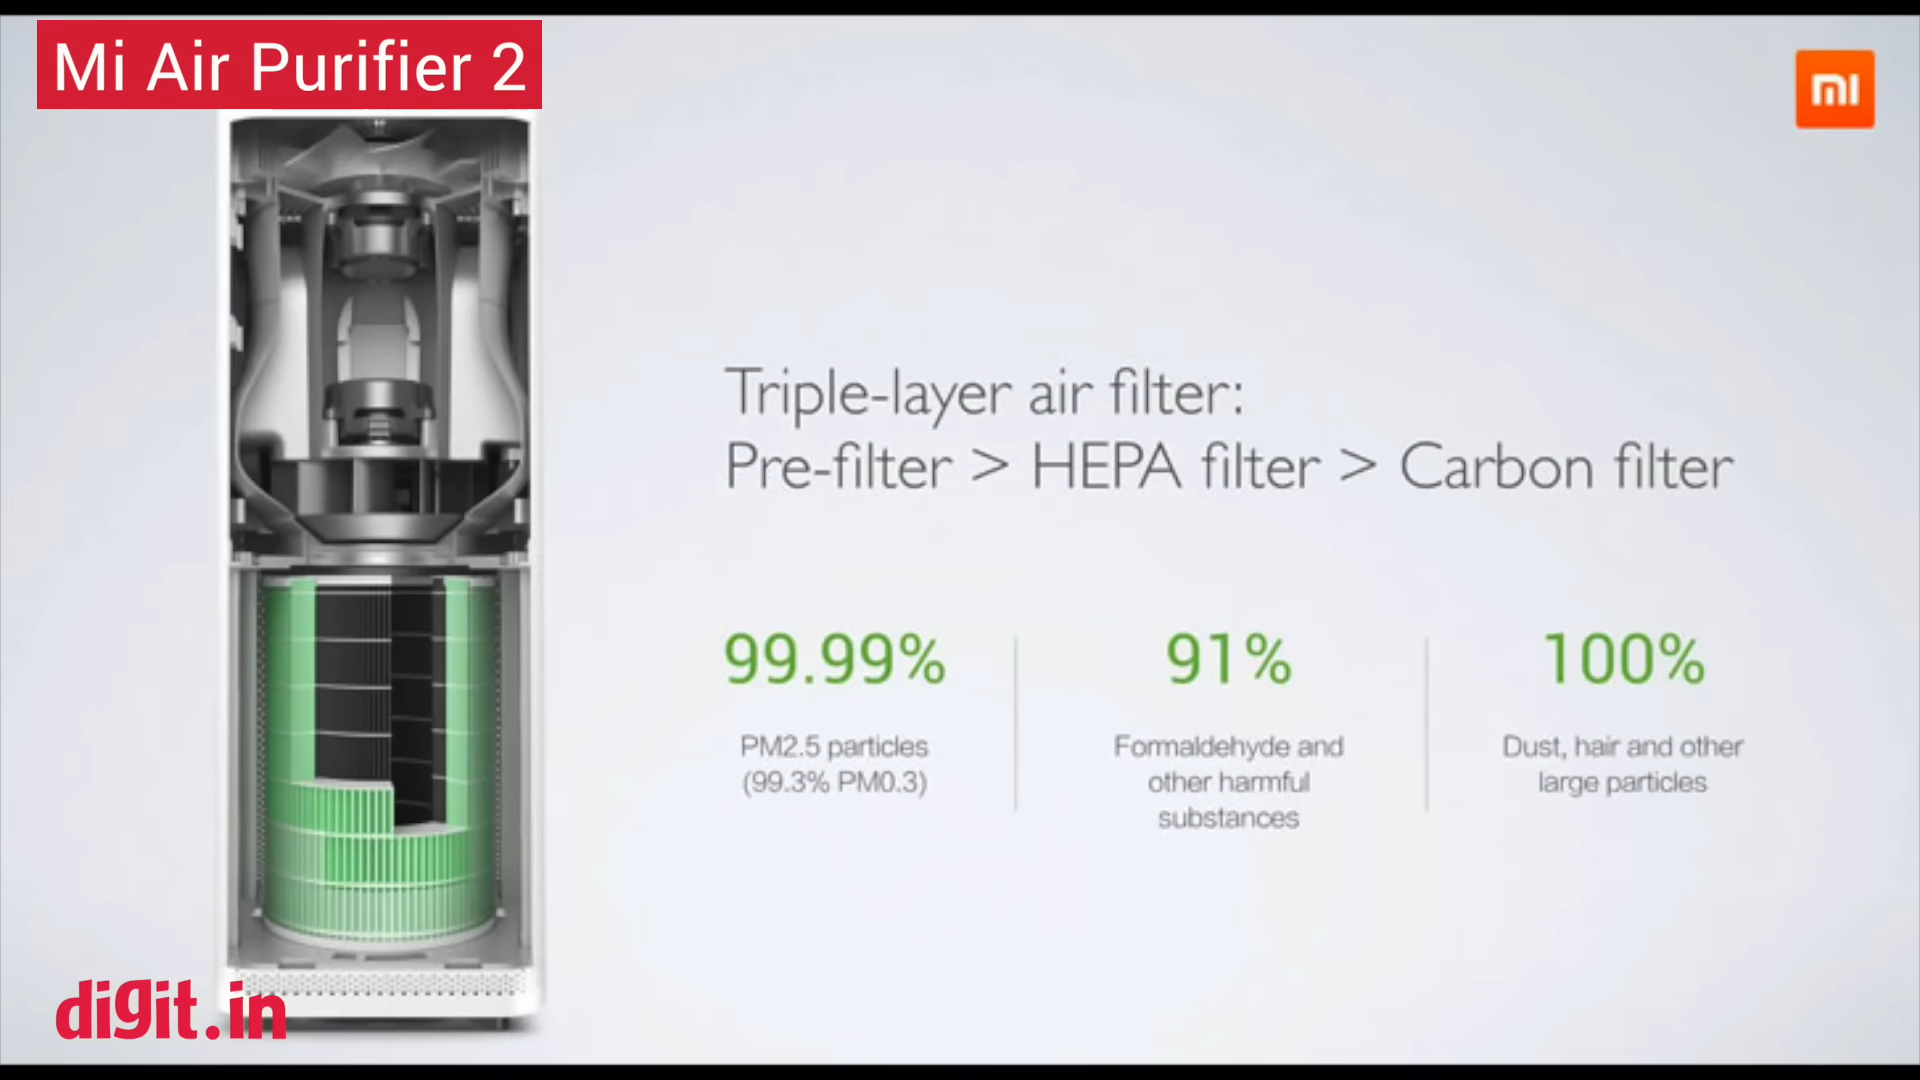 Mi Air Purifier 2
mi
Triple-layer air filter:
Pre-filter > HEPA filter > Carbon filter
99.99%
PM2.5 particles
(99.3% PM0.3)
91%
Formaldehyde and
other harmful
substances
100%
Dust, hair and other
large particles
digit.in